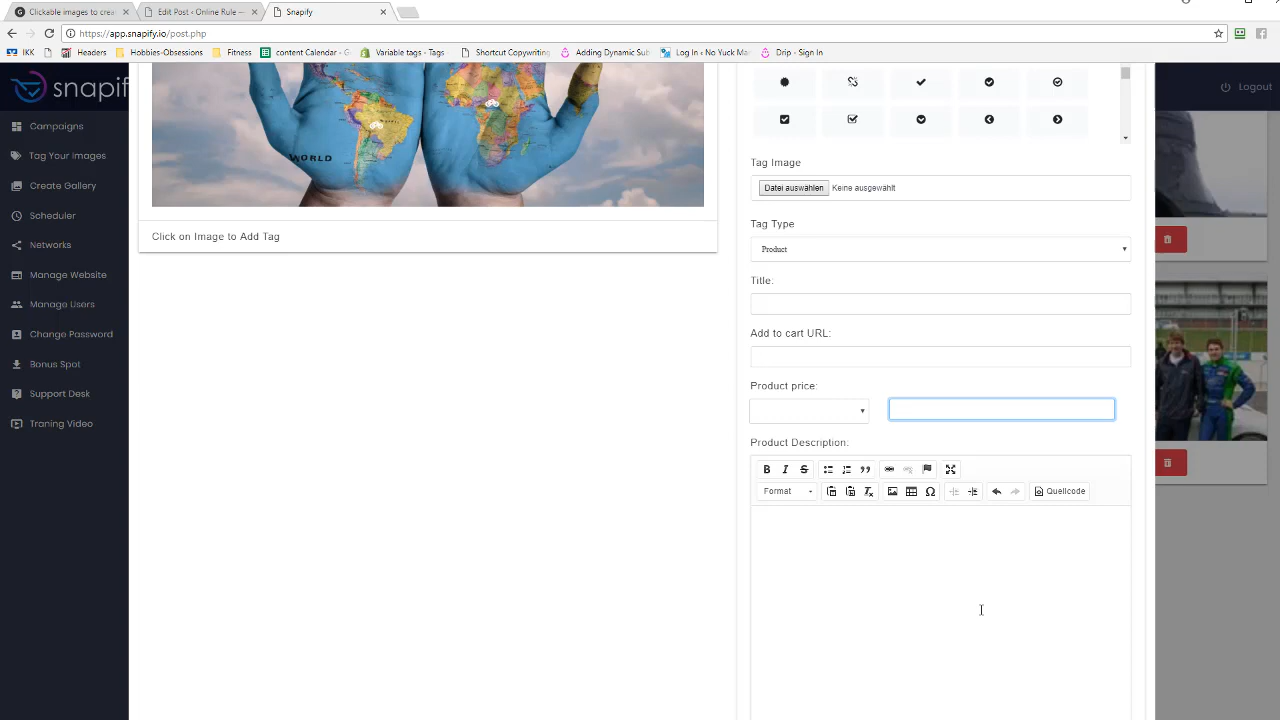 Clickable images to crea
Edit Post ‹ Online Rule —
Snapify
https://app.snapify.io/post.php
IKK
Headers
Hobbies-Obsessions
Fitness
content Calendar - G
Variable tags - Tags
Shortcut Copywriting
Adding Dynamic Sub
Log In ‹ No Yuck Ma
Drip - Sign In
snapif
Logout
Campaigns
Tag Your Images
Create Gallery
Scheduler
Networks
Manage Website
Manage Users
Change Password
Bonus Spot
Support Desk
Traning Video
WORLD
Click on Image to Add Tag
Tag Image
Datei auswählen Keine ausgewählt
Tag Type
Product
Title:
Add to cart URL:
Product price:
Product Description:
B I S
Format
Quellcode